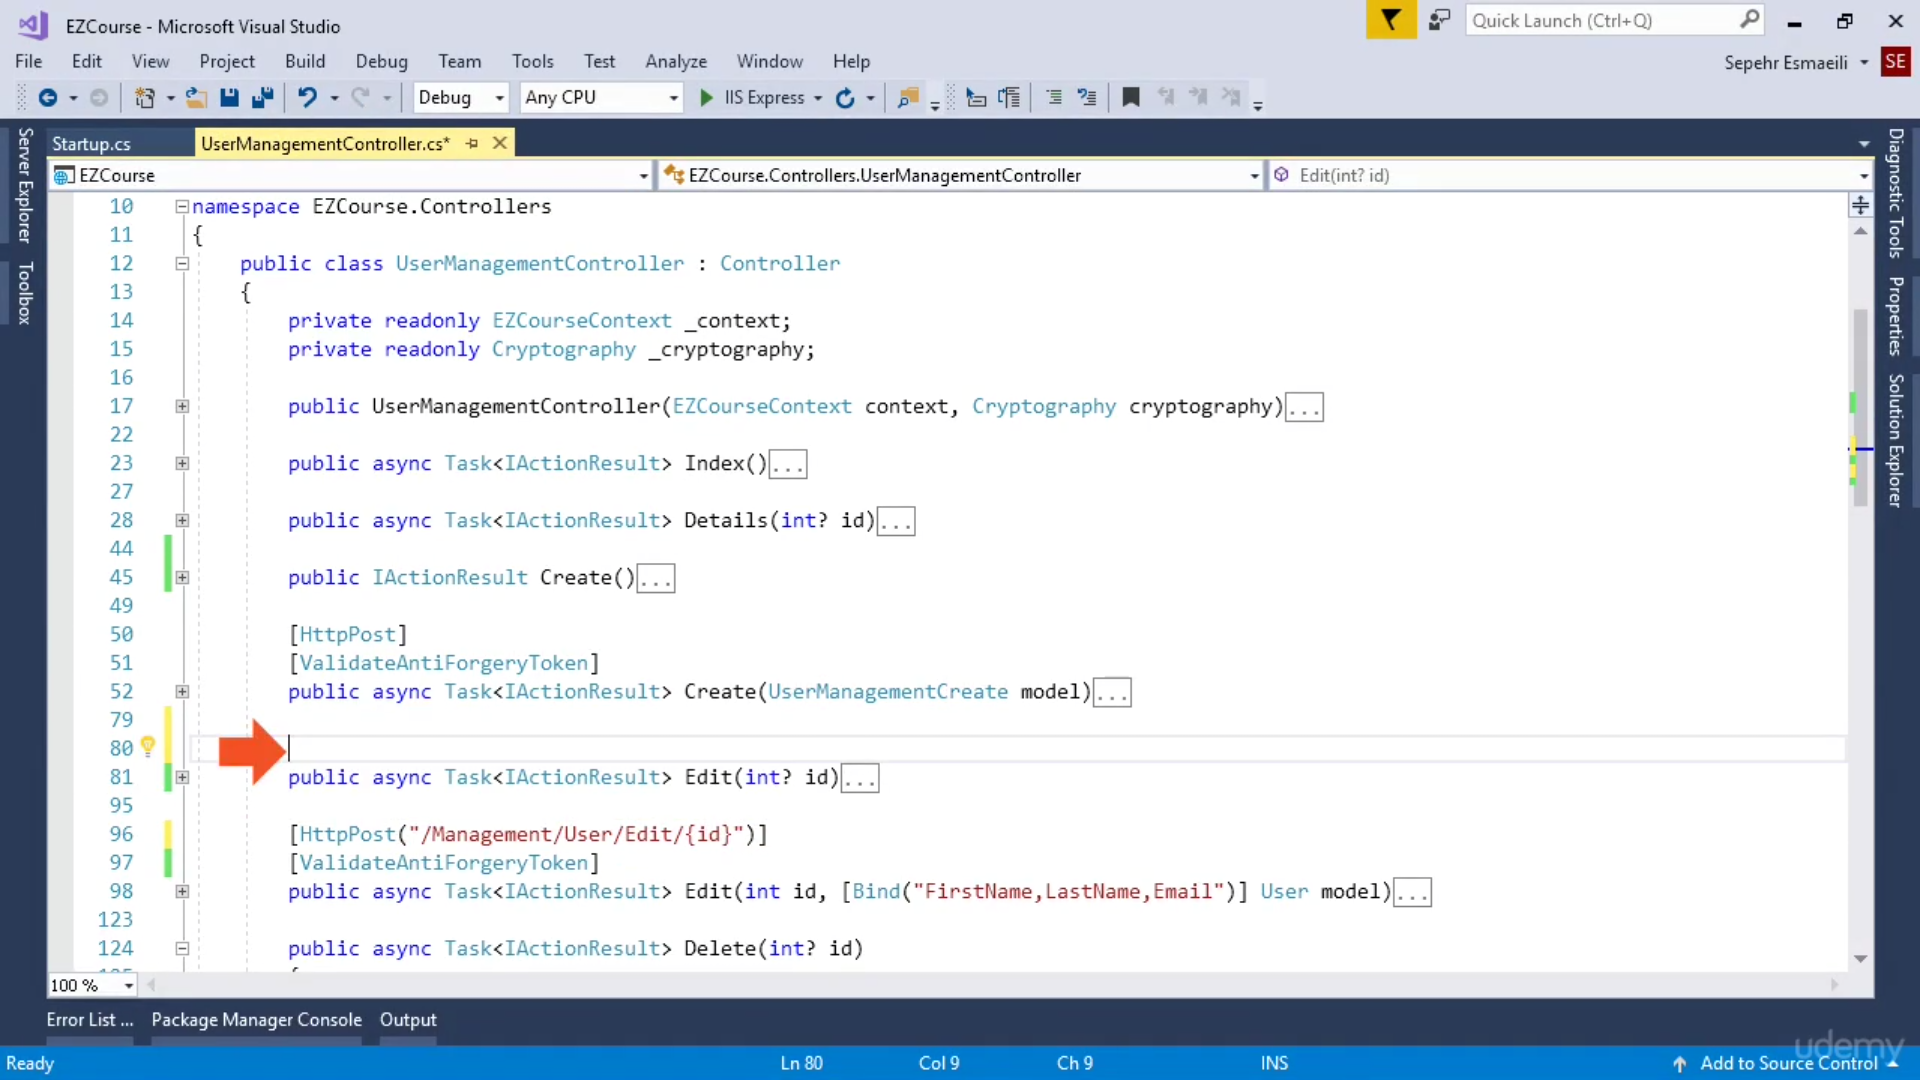 EZCourse - Microsoft Visual Studio
Quick Launch (Ctrl+Q)
File Edit View Project Build Debug Team Tools Test Analyze Window Help
Sepehr Esmaeili SE
Debug Any CPU IIS Express
Startup.cs UserManagementController.cs*
EZCourse EZCourse.Controllers.UserManagementController Edit(int? id)
Server Explorer
Toolbox
Diagnostic Tools
Properties
Solution Explorer
10 namespace EZCourse.Controllers
11 {
12 public class UserManagementController : Controller
13 {
14 private readonly EZCourseContext _context;
15 private readonly Cryptography _cryptography;
16
17 public UserManagementController(EZCourseContext context, Cryptography cryptography)...
22
23 public async Task<IActionResult> Index()...
27
28 public async Task<IActionResult> Details(int? id)...
44
45 public IActionResult Create()...
49
50 [HttpPost]
51 [ValidateAntiForgeryToken]
52 public async Task<IActionResult> Create(UserManagementCreate model)...
79
80
81 public async Task<IActionResult> Edit(int? id)...
95
96 [HttpPost("/Management/User/Edit/{id}")]
97 [ValidateAntiForgeryToken]
98 public async Task<IActionResult> Edit(int id, [Bind("FirstName,LastName,Email")] User model)...
123
124 public async Task<IActionResult> Delete(int? id)
100 %
Error List ... Package Manager Console Output
Ready Ln 80 Col 9 Ch 9 INS Add to Source Control
udemy